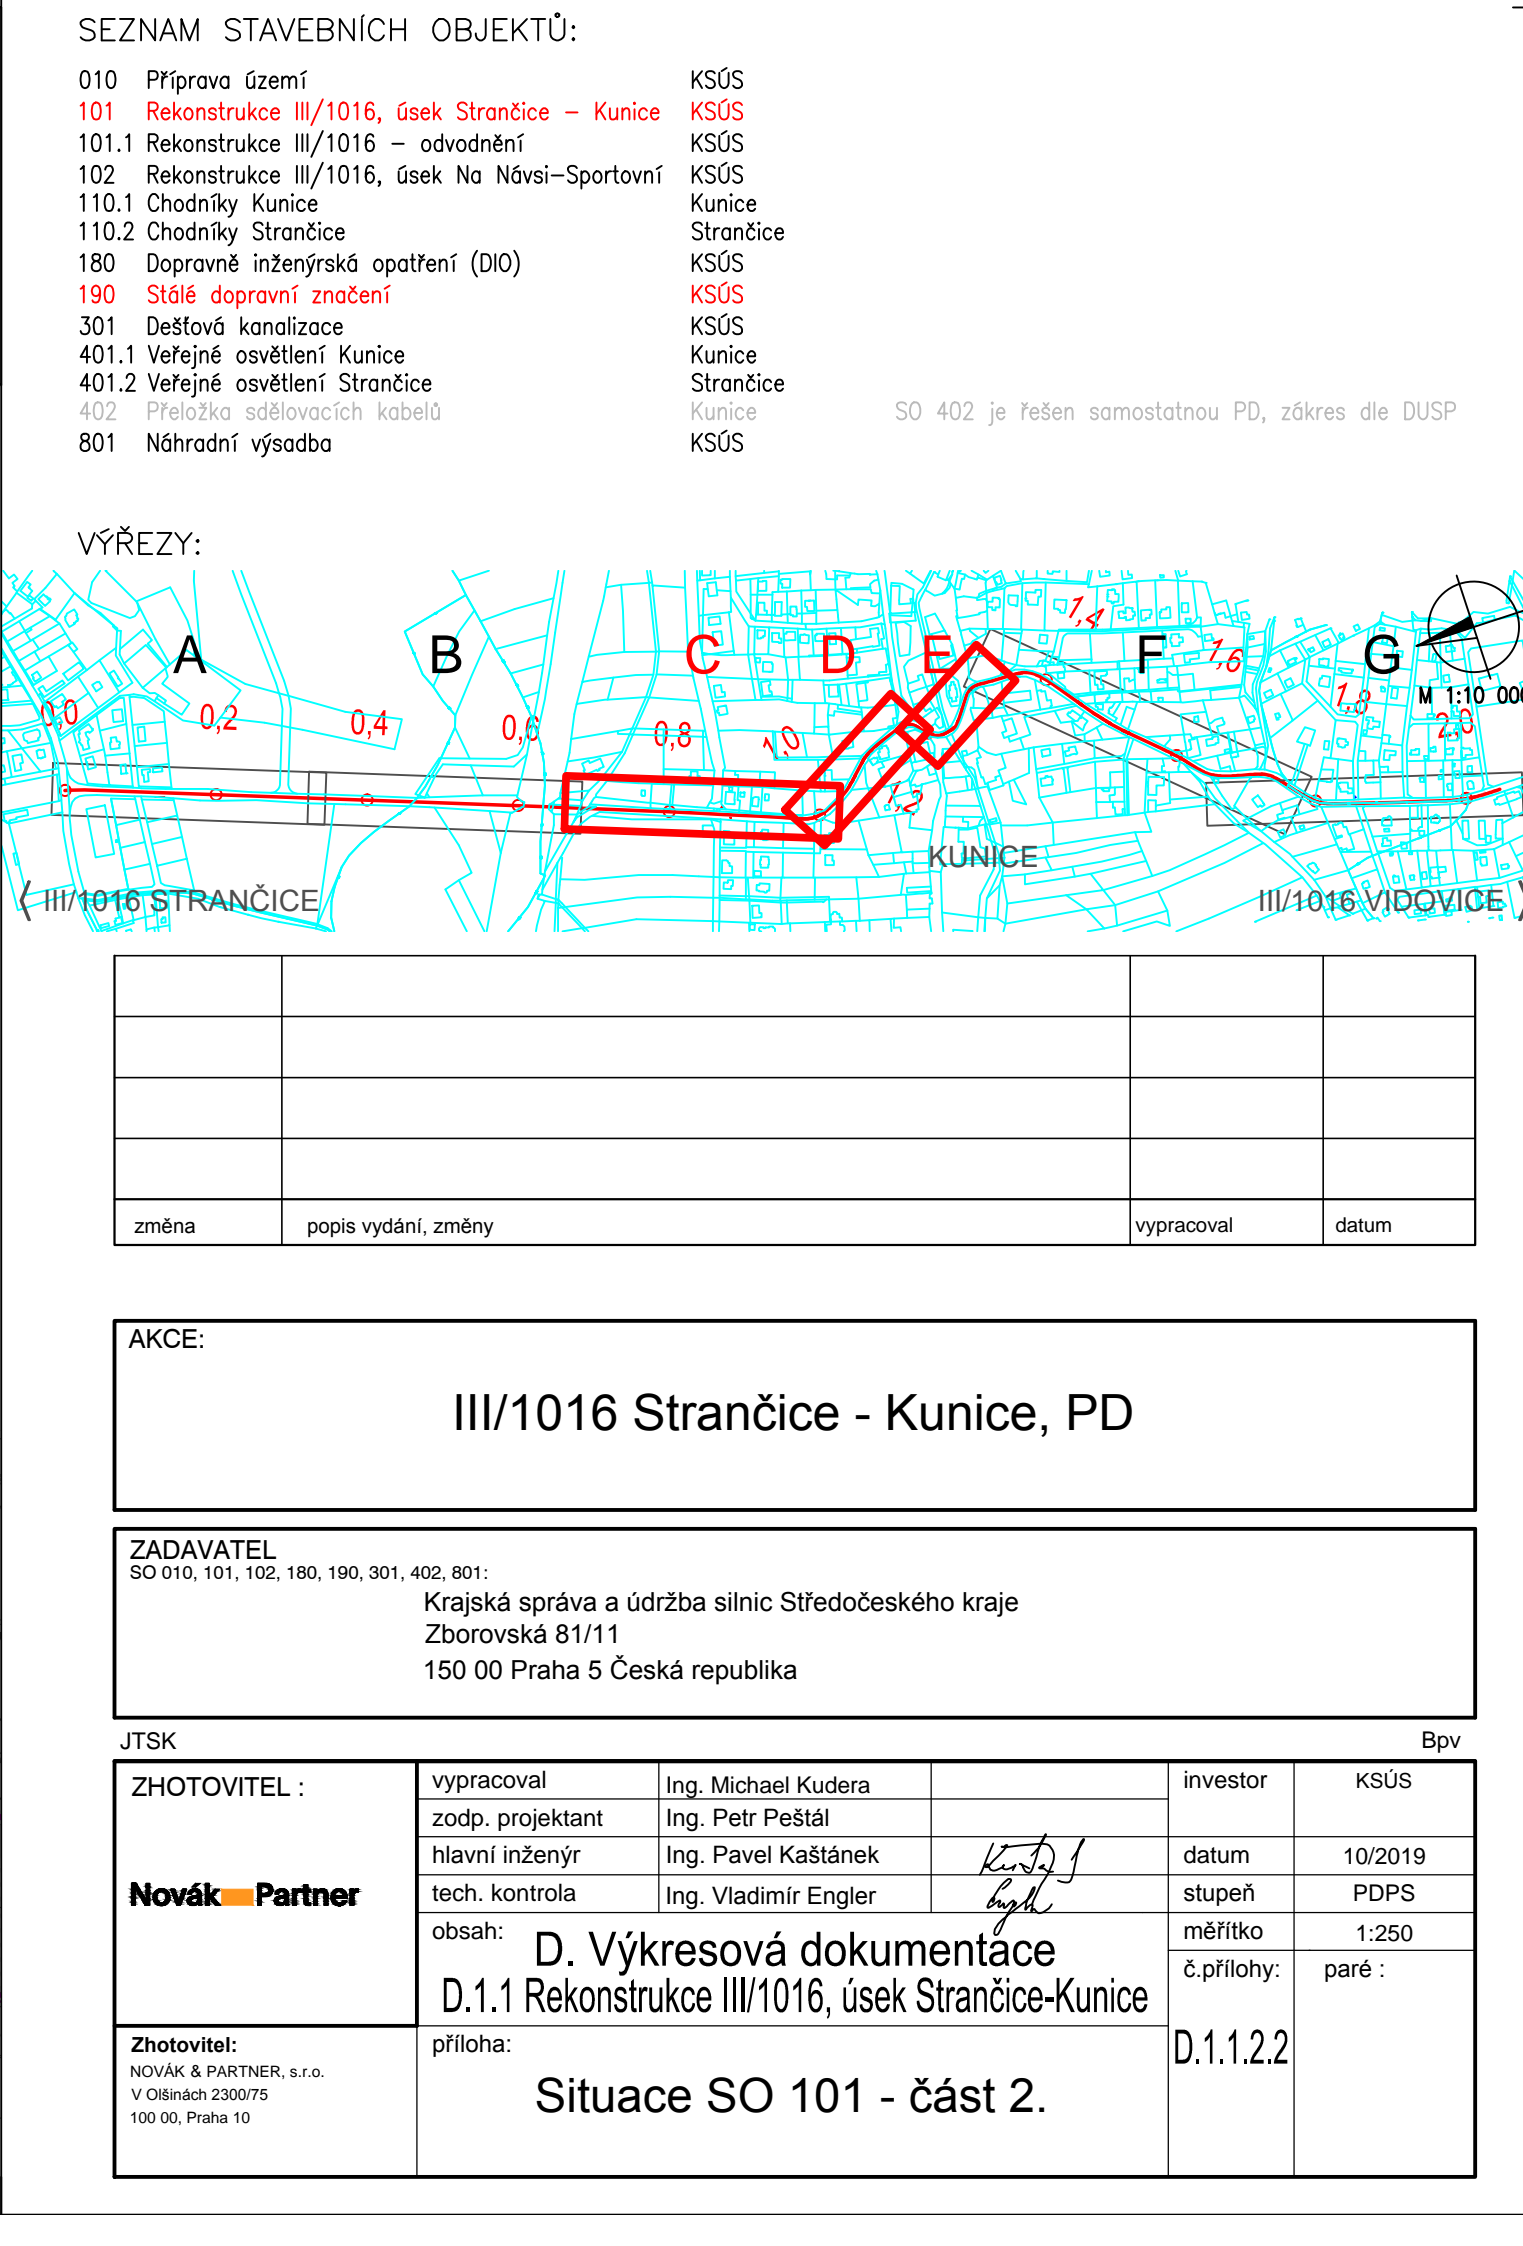 SEZNAM STAVEBNÍCH OBJEKTŮ:
010 Příprava území KSÚS
101 Rekonstrukce III/1016, úsek Strančice – Kunice KSÚS
101.1 Rekonstrukce III/1016 – odvodnění KSÚS
102 Rekonstrukce III/1016, úsek Na Návsi–Sportovní KSÚS
110.1 Chodníky Kunice Kunice
110.2 Chodníky Strančice Strančice
180 Dopravně inženýrská opatření (DIO) KSÚS
190 Stálé dopravní značení KSÚS
301 Dešťová kanalizace KSÚS
401.1 Veřejné osvětlení Kunice Kunice
401.2 Veřejné osvětlení Strančice Strančice
402 Přeložka sdělovacích kabelů Kunice SO 402 je řešen samostatnou PD, zákres dle DUSP
801 Náhradní výsadba KSÚS
VÝŘEZY:
A B C D E F G
0,0 0,2 0,4 0,6 0,8 1,0 1,2 1,4 1,6 1,8 2,0
M 1:10 000
KUNICE
III/1016 STRANČICE
III/1016 VIDOVICE
změna popis vydání, změny vypracoval datum
AKCE:
III/1016 Strančice - Kunice, PD
ZADAVATEL
SO 010, 101, 102, 180, 190, 301, 402, 801:
Krajská správa a údržba silnic Středočeského kraje
Zborovská 81/11
150 00 Praha 5 Česká republika
JTSK Bpv
ZHOTOVITEL :
Novák Partner
vypracoval Ing. Michael Kudera
zodp. projektant Ing. Petr Peštál
hlavní inženýr Ing. Pavel Kaštánek
tech. kontrola Ing. Vladimír Engler
investor KSÚS
datum 10/2019
stupeň PDPS
měřítko 1:250
č.přílohy: paré :
D.1.1.2.2
obsah:
D. Výkresová dokumentace
D.1.1 Rekonstrukce III/1016, úsek Strančice-Kunice
Zhotovitel:
NOVÁK & PARTNER, s.r.o.
V Olšinách 2300/75
100 00, Praha 10
příloha:
Situace SO 101 - část 2.